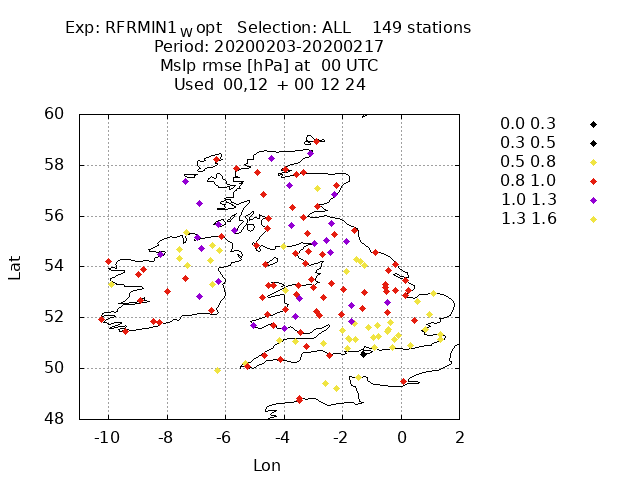 Exp: RFRMIN1w opt   Selection: ALL    149 stations
Period: 20200203-20200217
Mslp rmse [hPa] at  00 UTC
Used  00,12  + 00 12 24
0.0 0.3
0.3 0.5
0.5 0.8
0.8 1.0
1.0 1.3
1.3 1.6
60
58
56
54
52
50
48
Lat
-10 -8 -6 -4 -2 0 2
Lon